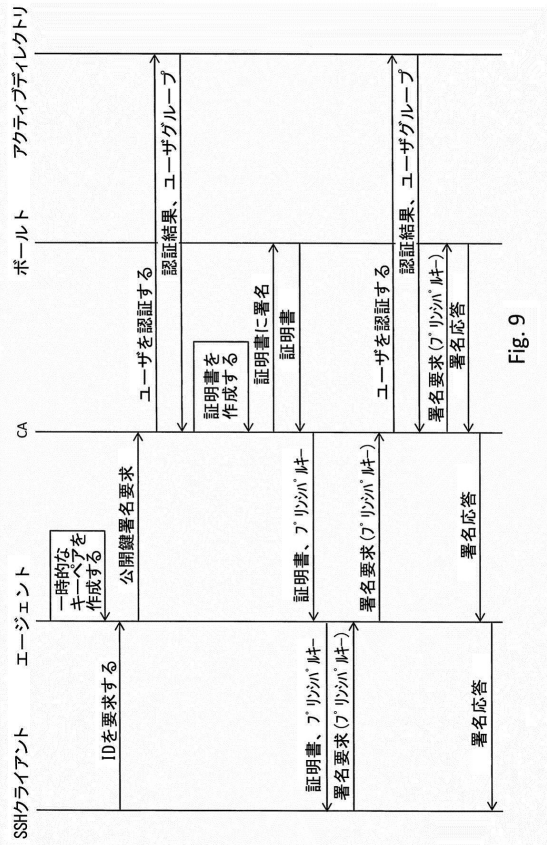 SSHクライアント
エージェント
CA
ボールト
アクティブディレクトリ
一時的な
キーペアを
作成する
IDを要求する
公開鍵署名要求
ユーザを認証する
認証結果、ユーザグループ
証明書を
作成する
証明書に署名
証明書
証明書、プリンシパルキー
証明書、プリンシパルキー
署名要求(プリンシパルキー)
署名要求(プリンシパルキー)
ユーザを認証する
認証結果、ユーザグループ
署名要求(プリンシパルキー)
署名応答
署名応答
署名応答
Fig. 9